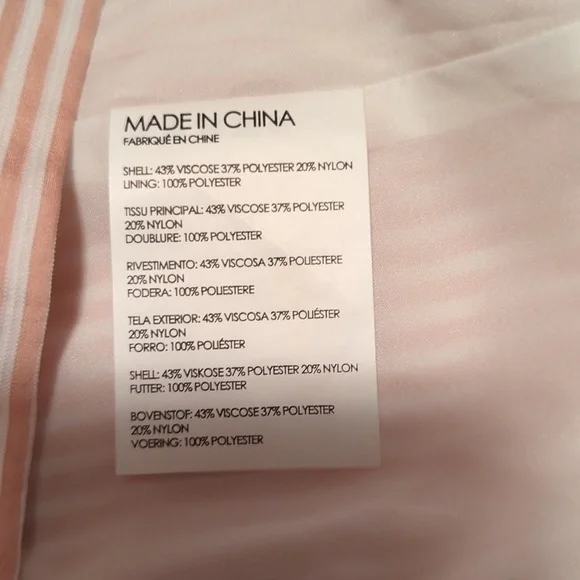 MADE IN CHINA
FABRIQUÉ EN CHINE
SHELL: 43% VISCOSE 37% POLYESTER 20% NYLON
LINING: 100% POLYESTER
TISSU PRINCIPAL: 43% VISCOSE 37% POLYESTER
20% NYLON
DOUBLURE: 100% POLYESTER
RIVESTIMENTO: 43% VISCOSA 37% POLIESTERE
20% NYLON
FODERA: 100% POLIESTERE
TELA EXTERIOR: 43% VISCOSA 37% POLIÉSTER
20% NYLON
FORRO: 100% POLIÉSTER
SHELL: 43% VISKOSE 37% POLYESTER 20% NYLON
FUTTER: 100% POLYESTER
BOVENSTOF: 43% VISCOSE 37% POLYESTER
20% NYLON
VOERING: 100% POLYESTER